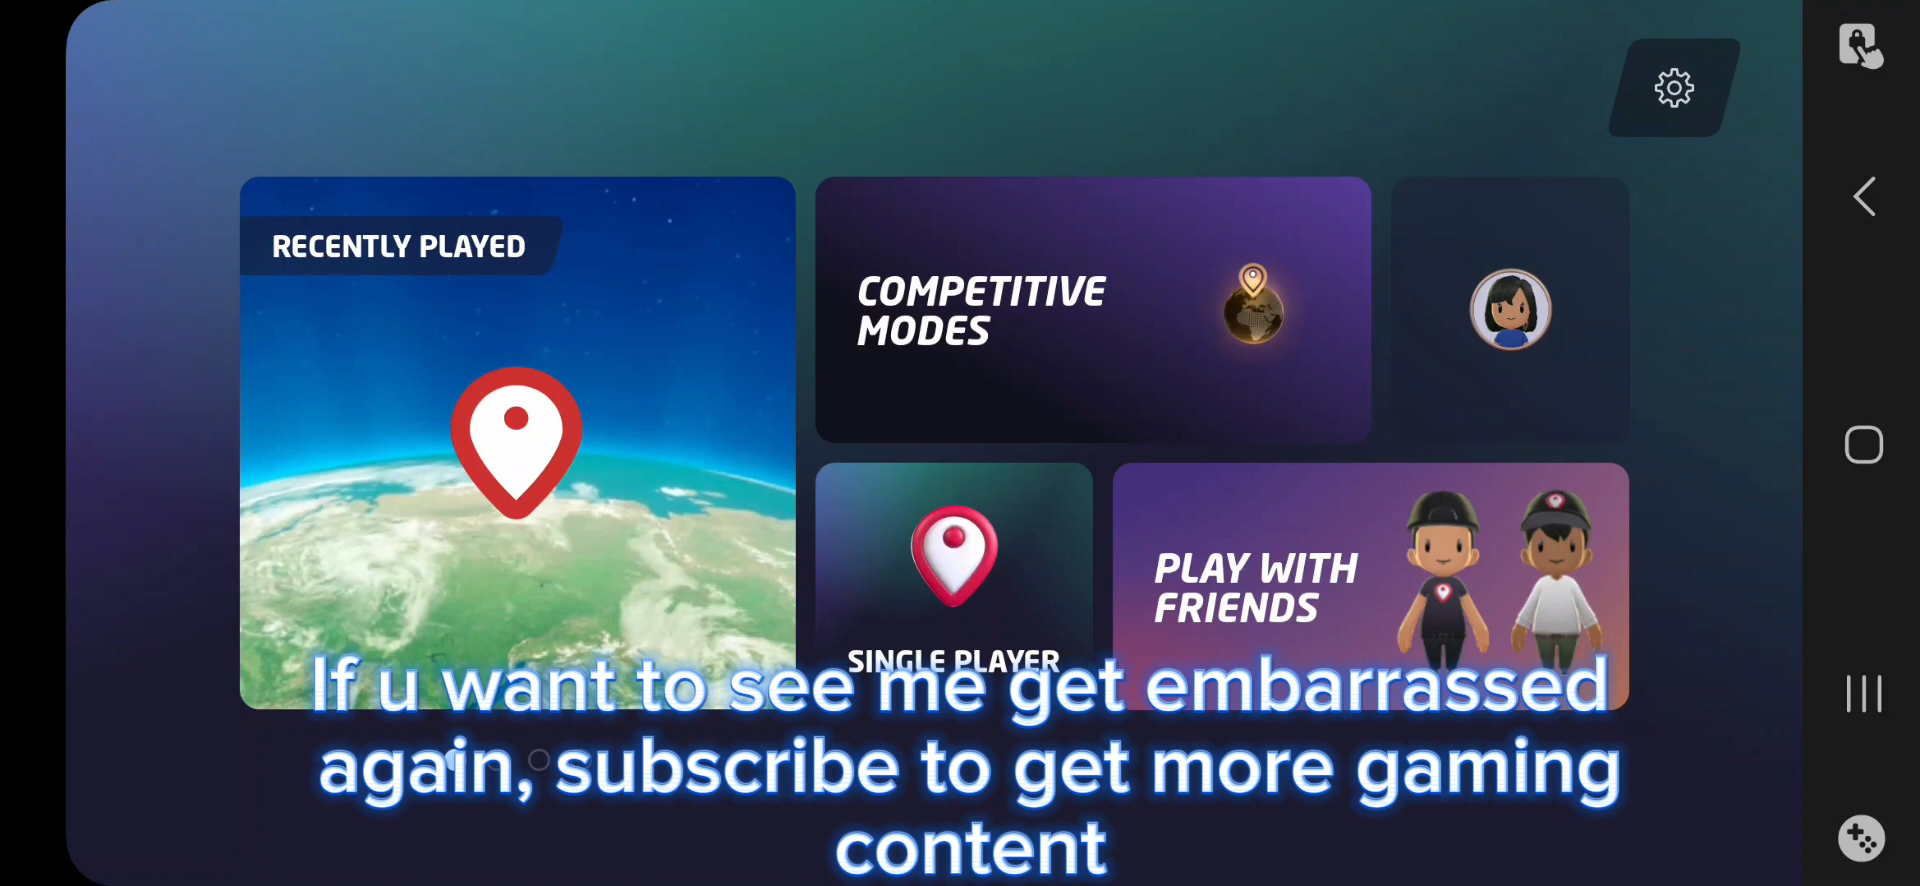 RECENTLY PLAYED
COMPETITIVE
MODES
SINGLE PLAYER
PLAY WITH
FRIENDS
If u want to see me get embarrassed
again, subscribe to get more gaming
content